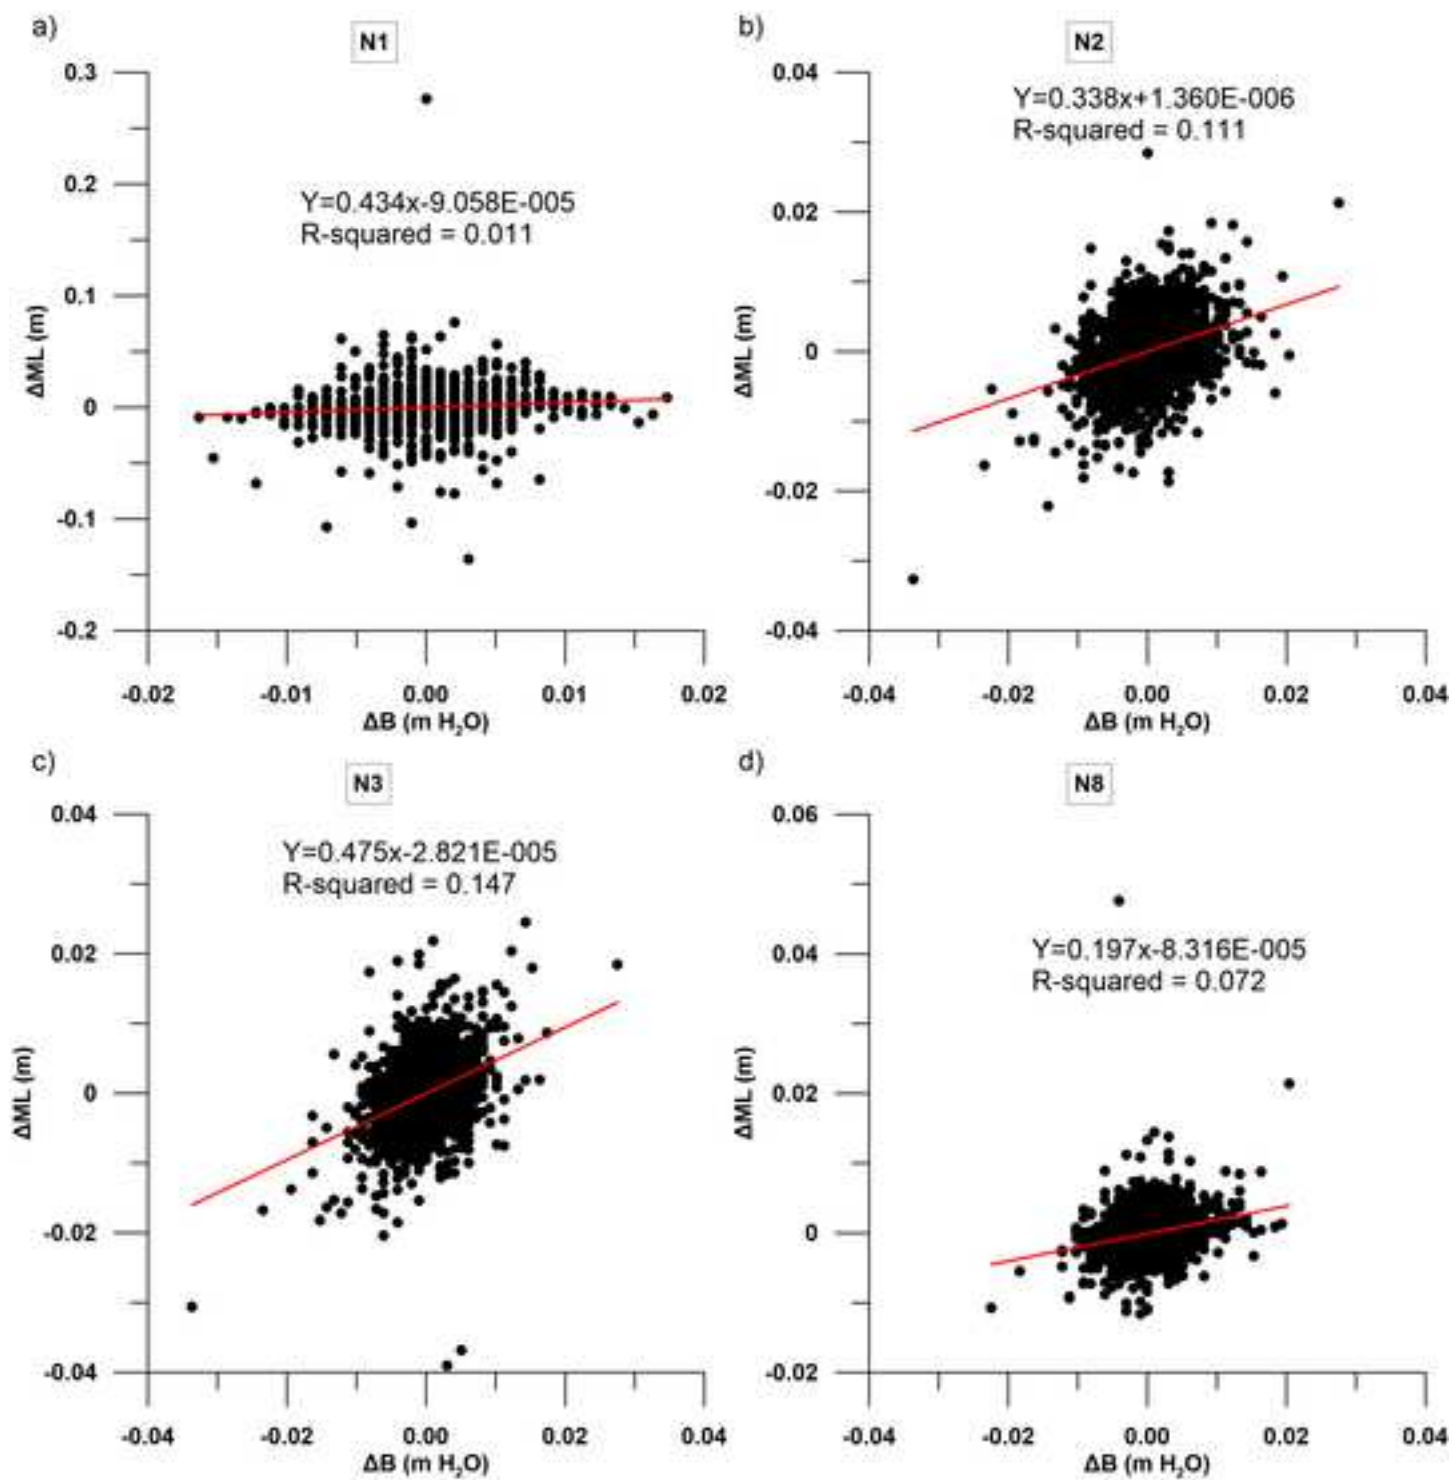 a)
N1
0.3
0.2
0.1
0
-0.1
-0.2
ΔML (m)
Y=0.434x-9.058E-005
R-squared = 0.011
-0.02 -0.01 0.00 0.01 0.02
ΔB (m H₂O)
b)
N2
0.04
0.02
0
-0.02
-0.04
ΔML (m)
Y=0.338x+1.360E-006
R-squared = 0.111
-0.04 -0.02 0.00 0.02 0.04
ΔB (m H₂O)
c)
N3
0.04
0.02
0
-0.02
-0.04
ΔML (m)
Y=0.475x-2.821E-005
R-squared = 0.147
-0.04 -0.02 0.00 0.02 0.04
ΔB (m H₂O)
d)
N8
0.06
0.04
0.02
0
-0.02
ΔML (m)
Y=0.197x-8.316E-005
R-squared = 0.072
-0.04 -0.02 0.00 0.02 0.04
ΔB (m H₂O)